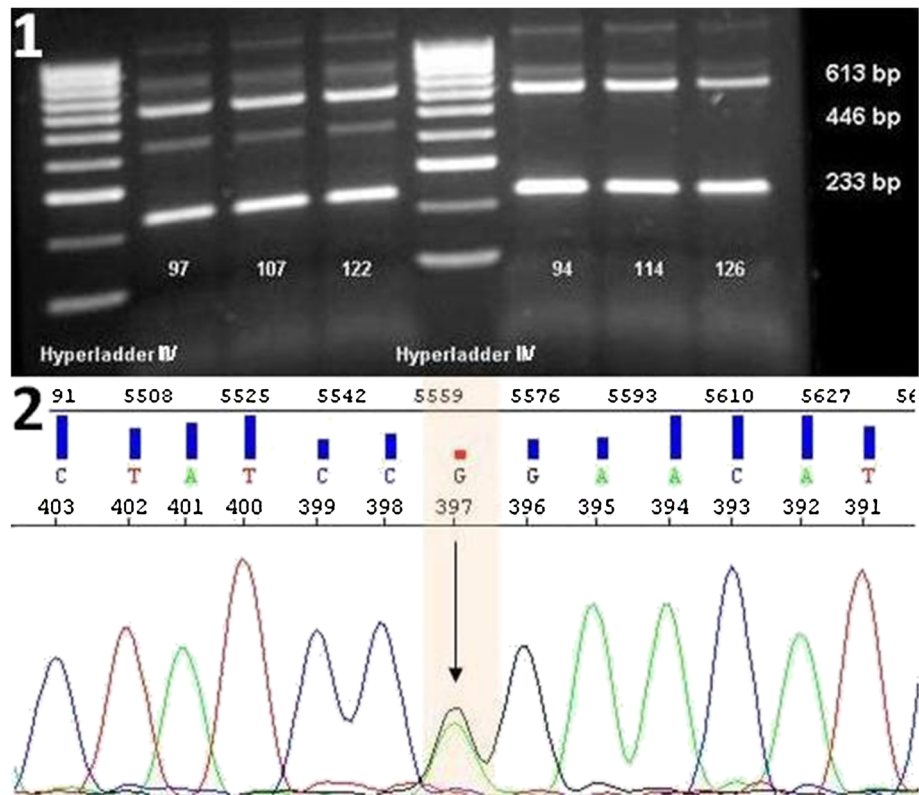 1
613 bp
446 bp
233 bp
97 107 122 94 114 126
Hyperladder IV Hyperladder IV
2
91 5508 5525 5542 5559 5576 5593 5610 5627
C T A T C C G G A A C A T
403 402 401 400 399 398 397 396 395 394 393 392 391